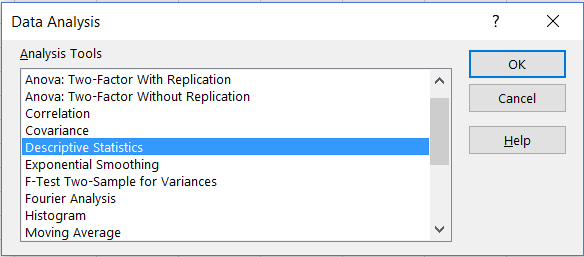 Data Analysis
?
Analysis Tools
Anova: Two-Factor With Replication
Anova: Two-Factor Without Replication
Correlation
Covariance
Descriptive Statistics
Exponential Smoothing
F-Test Two-Sample for Variances
Fourier Analysis
Histogram
Moving Average
OK
Cancel
Help